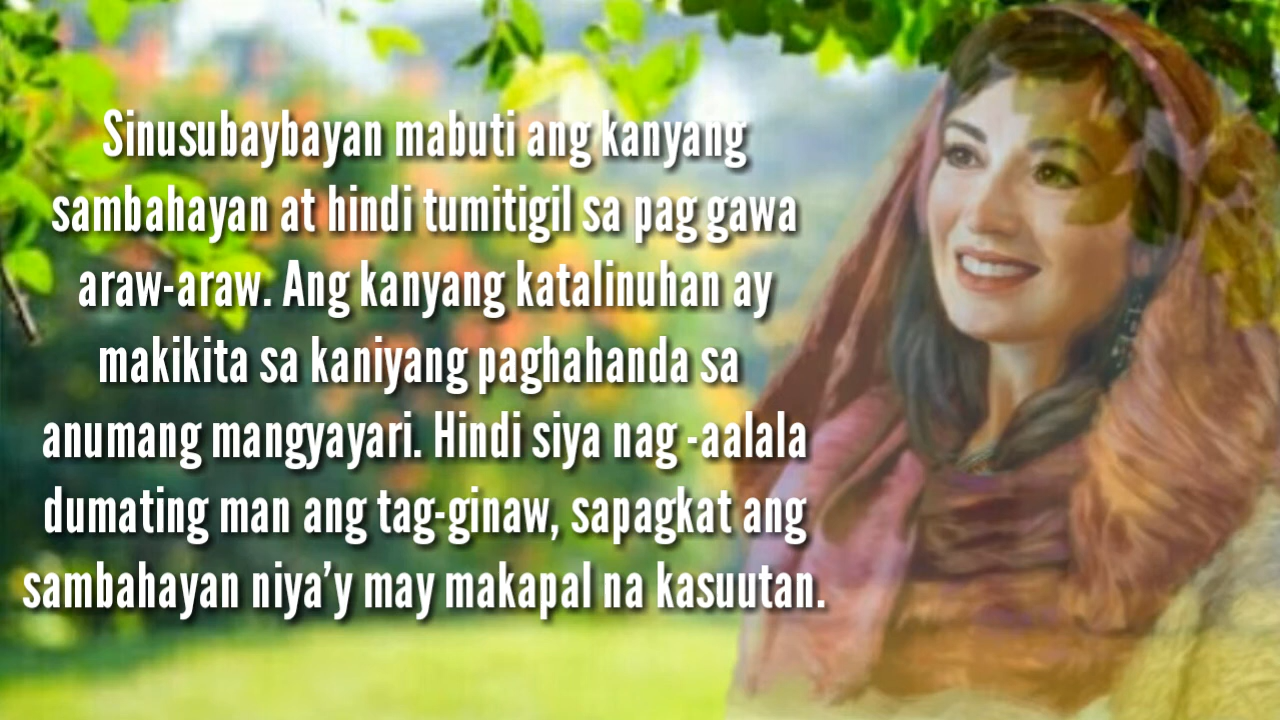 Sinusubaybayan mabuti ang kanyang
sambahayan at hindi tumitigil sa pag gawa
araw-araw. Ang kanyang katalinuhan ay
makikita sa kaniyang paghahanda sa
anumang mangyayari. Hindi siya nag -aalala
dumating man ang tag-ginaw, sapagkat ang
sambahayan niya’y may makapal na kasuutan.